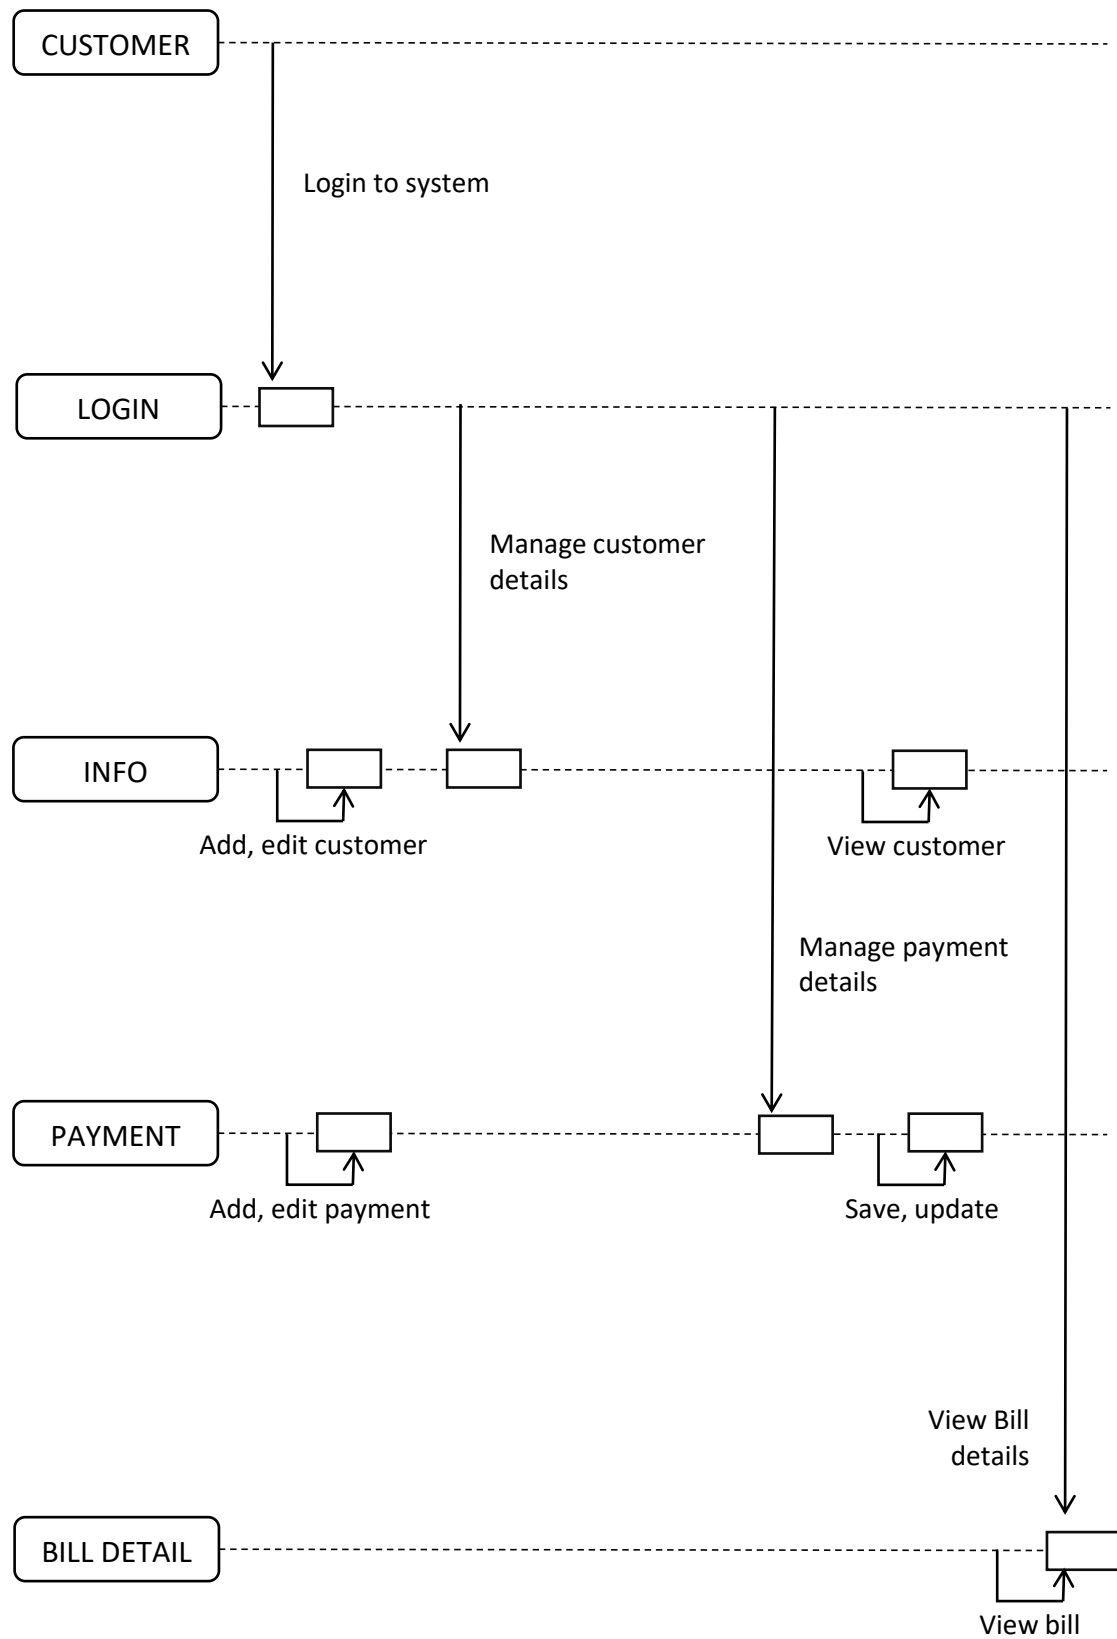 CUSTOMER
Login to system
LOGIN
Manage customer
details
INFO
Add, edit customer
View customer
Manage payment
details
PAYMENT
Add, edit payment
Save, update
View Bill
details
BILL DETAIL
View bill